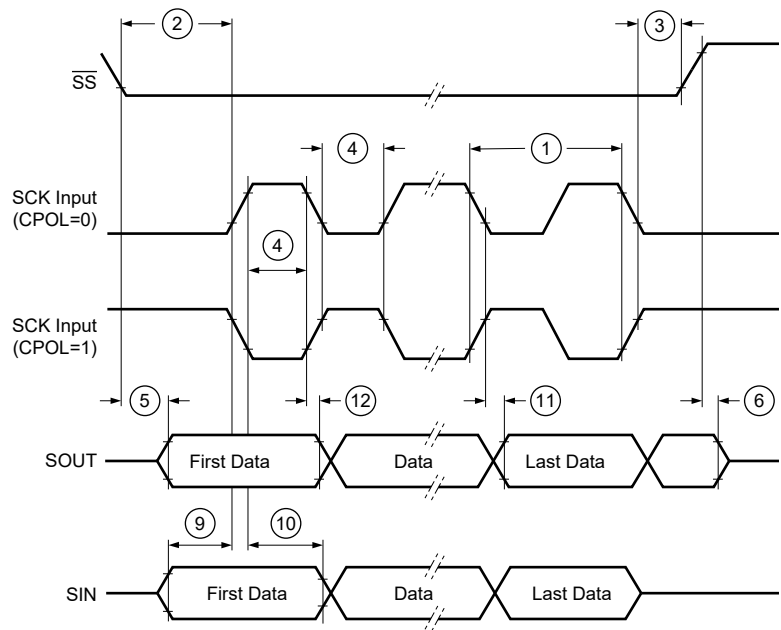 2
3
S̅S̅
4
1
SCK Input
(CPOL=0)
4
SCK Input
(CPOL=1)
5
12
11
6
SOUT
First Data
Data
Last Data
9
10
SIN
First Data
Data
Last Data